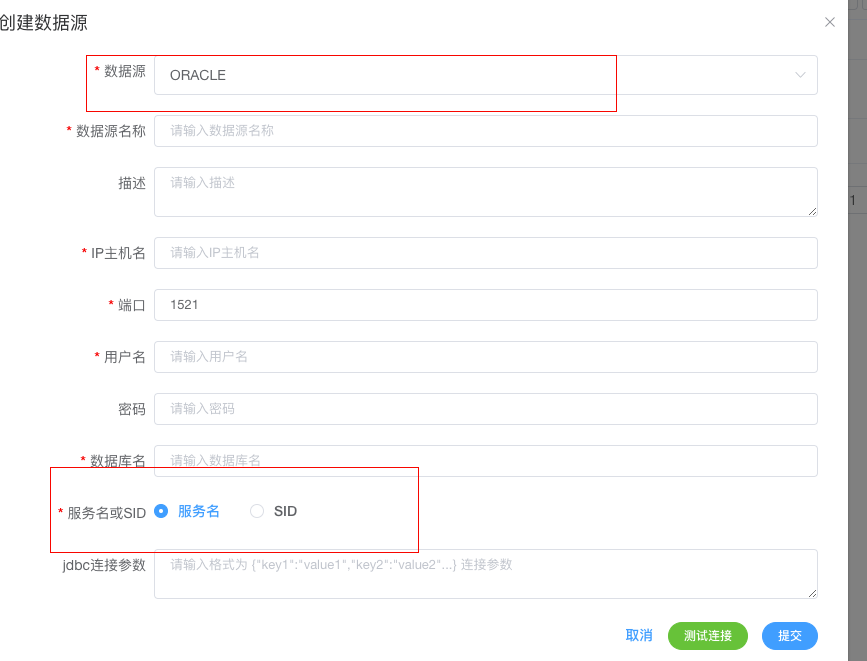 创建数据源
* 数据源 ORACLE
* 数据源名称 请输入数据源名称
描述 请输入描述
* IP主机名 请输入IP主机名
1
* 端口 1521
* 用户名 请输入用户名
密码 请输入密码
* 数据库名 请输入数据库名
* 服务名或SID 服务名 SID
jdbc连接参数 请输入格式为 {"key1":"value1","key2":"value2"...} 连接参数
取消 测试连接 提交